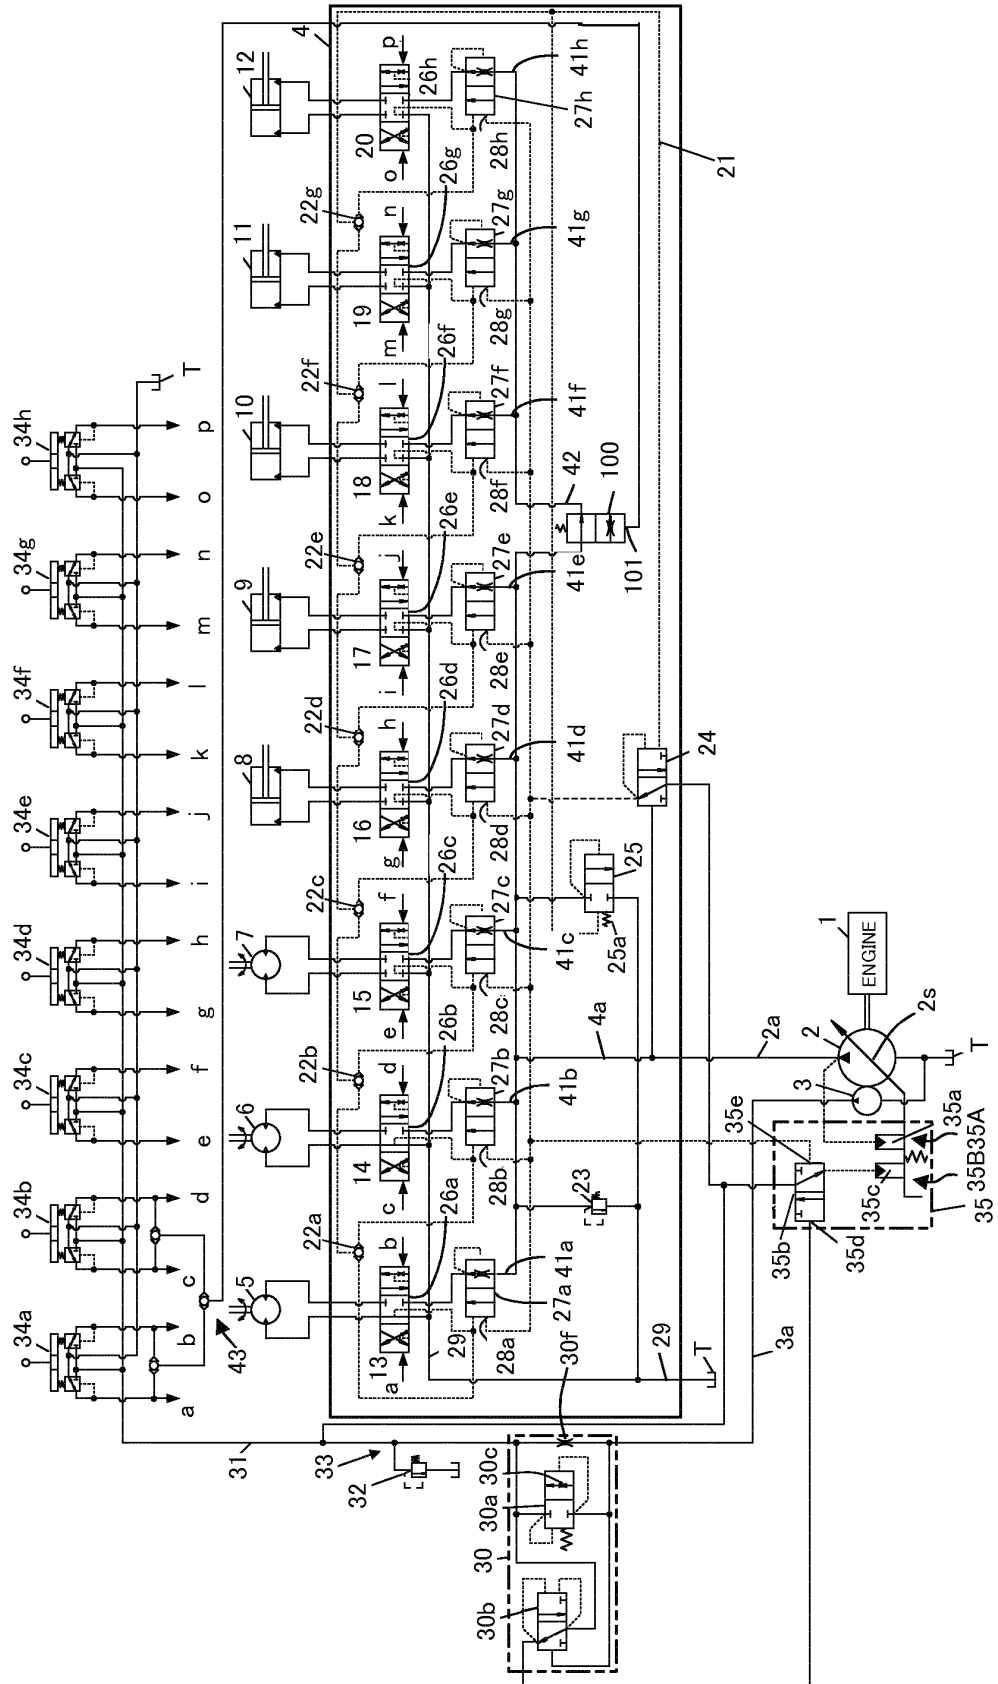 34a
34b
34c
34d
34e
34f
34g
34h
T
a
b
c
d
e
f
g
h
i
j
k
l
m
n
o
p
43
5
6
7
8
9
10
11
12
4
22a
22b
22c
22d
22e
22f
22g
a
b
c
d
e
f
g
h
i
j
k
l
m
n
o
p
13
14
15
16
17
18
19
20
26a
26b
26c
26d
26e
26f
26g
26h
29
28a
28b
28c
28d
28e
28f
28g
28h
27a
27b
27c
27d
27e
27f
27g
27h
41a
41b
41c
41d
41e
41f
41g
41h
42
100
101
23
25
25a
24
21
4a
29
T
31
33
32
30f
30c
30a
30
30b
3a
2a
1
ENGINE
2
2s
3
T
35e
35b
35d
35c
35a
35A
35B
35